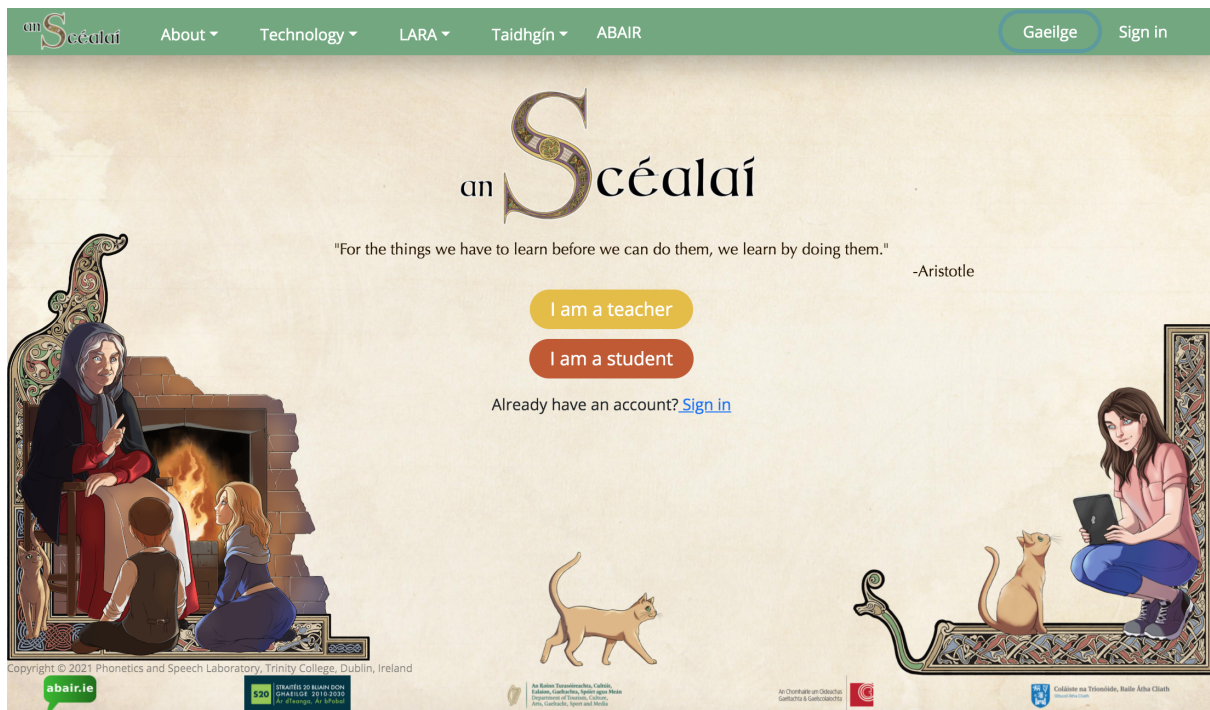 an Scéalaí
About
Technology
LARA
Taidhgín
ABAIR
Gaeilge
Sign in
an Scéalaí
"For the things we have to learn before we can do them, we learn by doing them."
-Aristotle
I am a teacher
I am a student
Already have an account? Sign in
Copyright © 2021 Phonetics and Speech Laboratory, Trinity College, Dublin, Ireland
abair.ie
S20
STRAITÉIS 20 BLIAIN DON
GHAEILGE 2010-2030
Ár dTeanga, Ár bPobal
An Roinn Turasóireachta, Cultúir,
Ealaíon, Gaeltachta, Spóirt agus Meán
Department of Tourism, Culture,
Arts, Gaeltacht, Sport and Media
An Chomhairle um Oideachas
Gaeltachta & Gaelscolaíochta
Coláiste na Tríonóide, Baile Átha Cliath